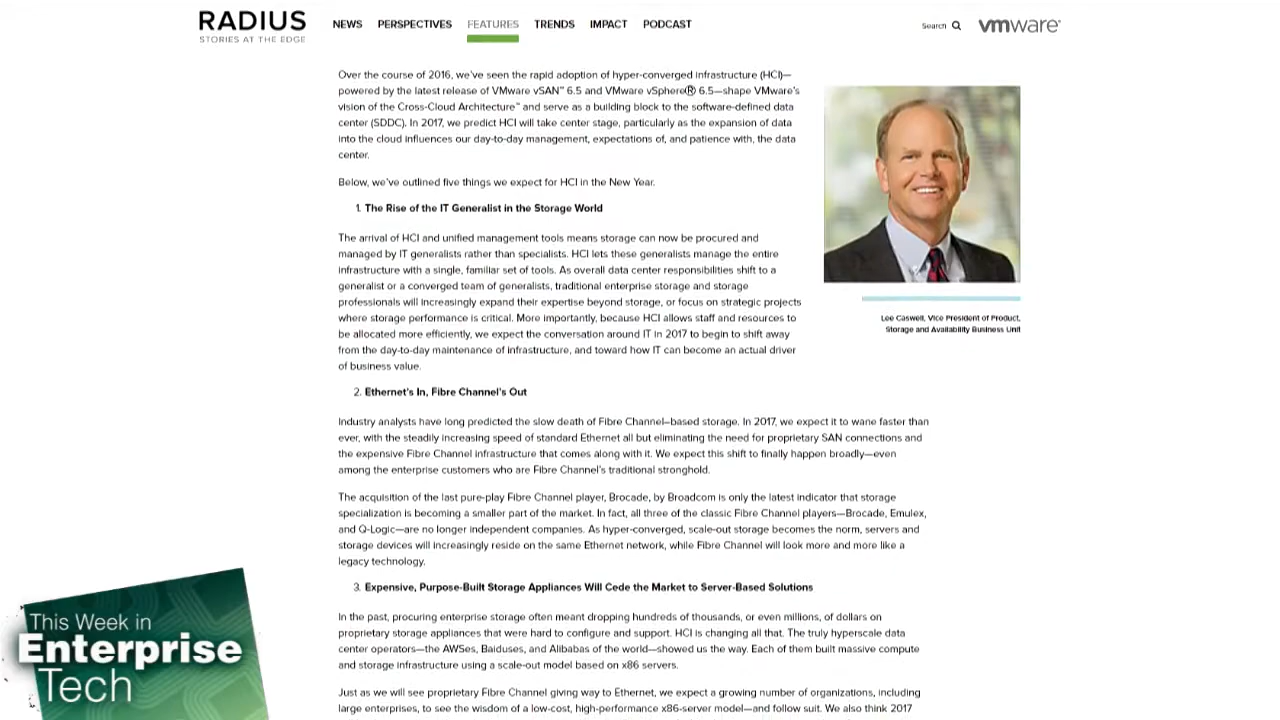 RADIUS
STORIES AT THE EDGE
NEWS PERSPECTIVES FEATURES TRENDS IMPACT PODCAST
Search
vmware®
Over the course of 2016, we've seen the rapid adoption of hyper-converged infrastructure (HCI)—
powered by the latest release of VMware vSAN™ 6.5 and VMware vSphere® 6.5—shape VMware's
vision of the Cross-Cloud Architecture™ and serve as a building block to the software-defined data
center (SDDC). In 2017, we predict HCI will take center stage, particularly as the expansion of data
into the cloud influences our day-to-day management, expectations of, and patience with, the data
center.
Below, we've outlined five things we expect for HCI in the New Year.
1. The Rise of the IT Generalist in the Storage World
The arrival of HCI and unified management tools means storage can now be procured and
managed by IT generalists rather than specialists. HCI lets these generalists manage the entire
infrastructure with a single, familiar set of tools. As overall data center responsibilities shift to a
generalist or a converged team of generalists, traditional enterprise storage and storage
professionals will increasingly expand their expertise beyond storage, or focus on strategic projects
where storage performance is critical. More importantly, because HCI allows staff and resources to
be allocated more efficiently, we expect the conversation around IT in 2017 to begin to shift away
from the day-to-day maintenance of infrastructure, and toward how IT can become an actual driver
of business value.
Lee Caswell, Vice President of Product,
Storage and Availability Business Unit
2. Ethernet's In, Fibre Channel's Out
Industry analysts have long predicted the slow death of Fibre Channel–based storage. In 2017, we expect it to wane faster than
ever, with the steadily increasing speed of standard Ethernet all but eliminating the need for proprietary SAN connections and
the expensive Fibre Channel infrastructure that comes along with it. We expect this shift to finally happen broadly—even
among the enterprise customers who are Fibre Channel's traditional stronghold.
The acquisition of the last pure-play Fibre Channel player, Brocade, by Broadcom is only the latest indicator that storage
specialization is becoming a smaller part of the market. In fact, all three of the classic Fibre Channel players—Brocade, Emulex,
and Q-Logic—are no longer independent companies. As hyper-converged, scale-out storage becomes the norm, servers and
storage devices will increasingly reside on the same Ethernet network, while Fibre Channel will look more and more like a
legacy technology.
3. Expensive, Purpose-Built Storage Appliances Will Cede the Market to Server-Based Solutions
In the past, procuring enterprise storage often meant dropping hundreds of thousands, or even millions, of dollars on
proprietary storage appliances that were hard to configure and support. HCI is changing all that. The truly hyperscale data
center operators—the AWSes, Baiduses, and Alibabas of the world—showed us the way. Each of them built massive compute
and storage infrastructure using a scale-out model based on x86 servers.
Just as we will see proprietary Fibre Channel giving way to Ethernet, we expect a growing number of organizations, including
large enterprises, to see the wisdom of a low-cost, high-performance x86-server model—and follow suit. We also think 2017
This Week in
Enterprise
Tech